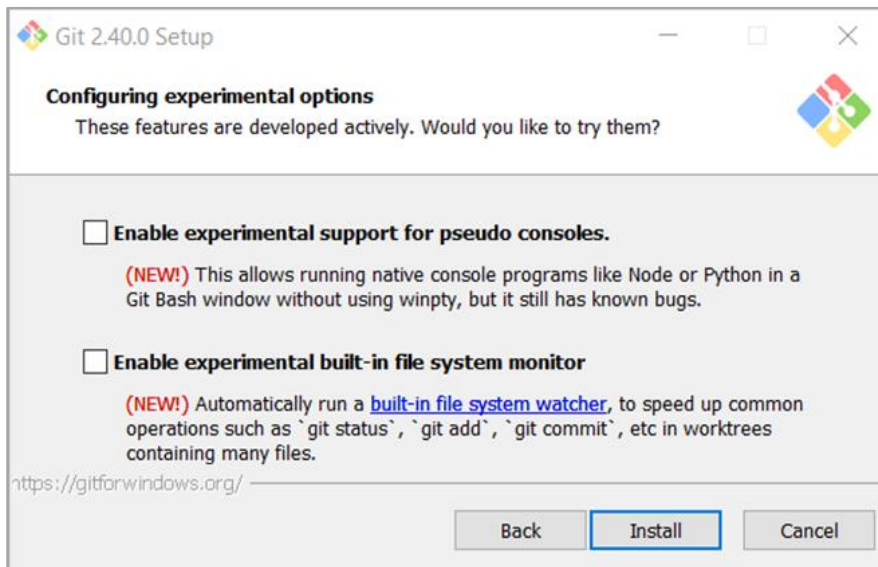 Git 2.40.0 Setup
Configuring experimental options
These features are developed actively. Would you like to try them?
Enable experimental support for pseudo consoles.
(NEW!) This allows running native console programs like Node or Python in a
Git Bash window without using winpty, but it still has known bugs.
Enable experimental built-in file system monitor
(NEW!) Automatically run a built-in file system watcher, to speed up common
operations such as `git status`, `git add`, `git commit`, etc in worktrees
containing many files.
https://gitforwindows.org/
Back Install Cancel